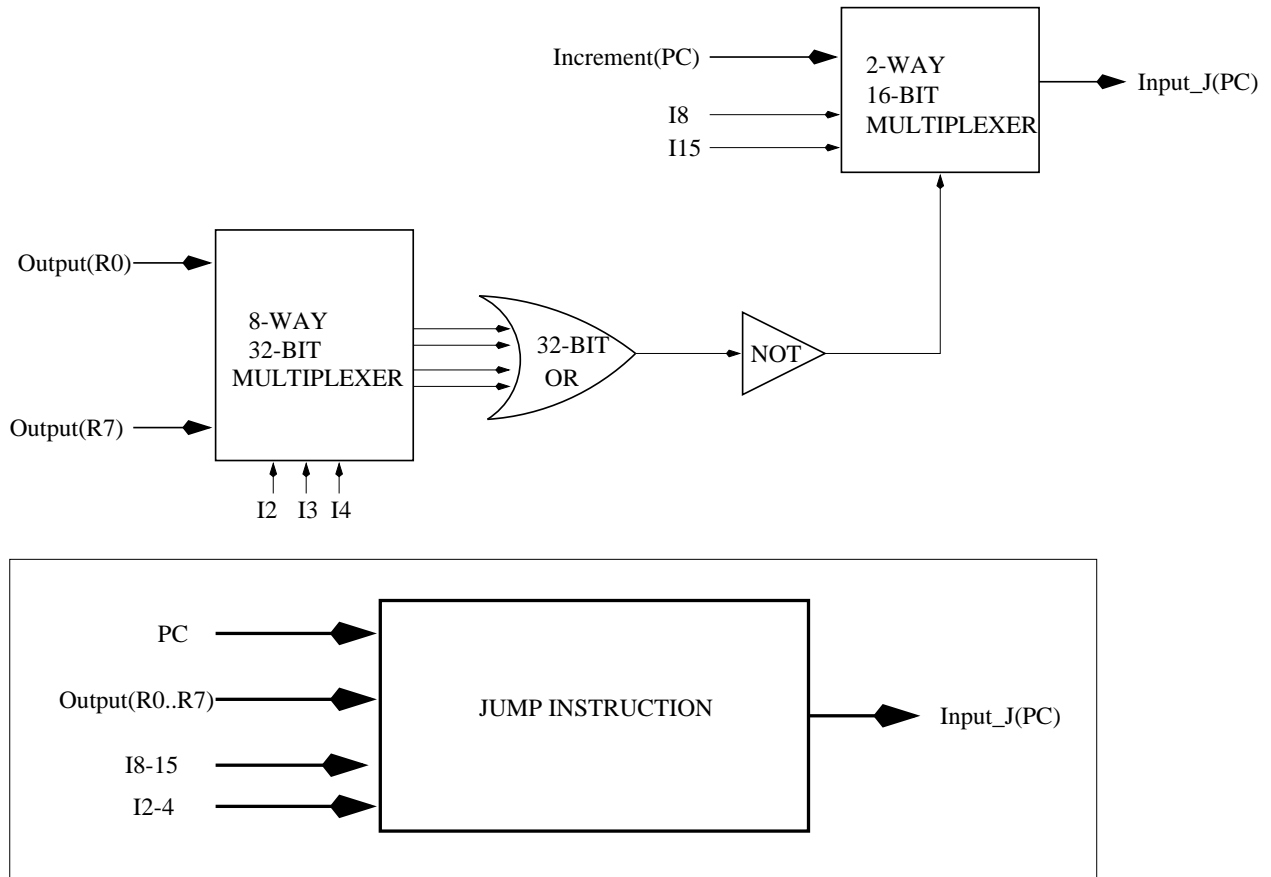 Increment(PC)
I8
I15
2-WAY
16-BIT
MULTIPLEXER
Input_J(PC)
Output(R0)
Output(R7)
8-WAY
32-BIT
MULTIPLEXER
I2 I3 I4
32-BIT
OR
NOT
PC
Output(R0..R7)
I8-15
I2-4
JUMP INSTRUCTION
Input_J(PC)